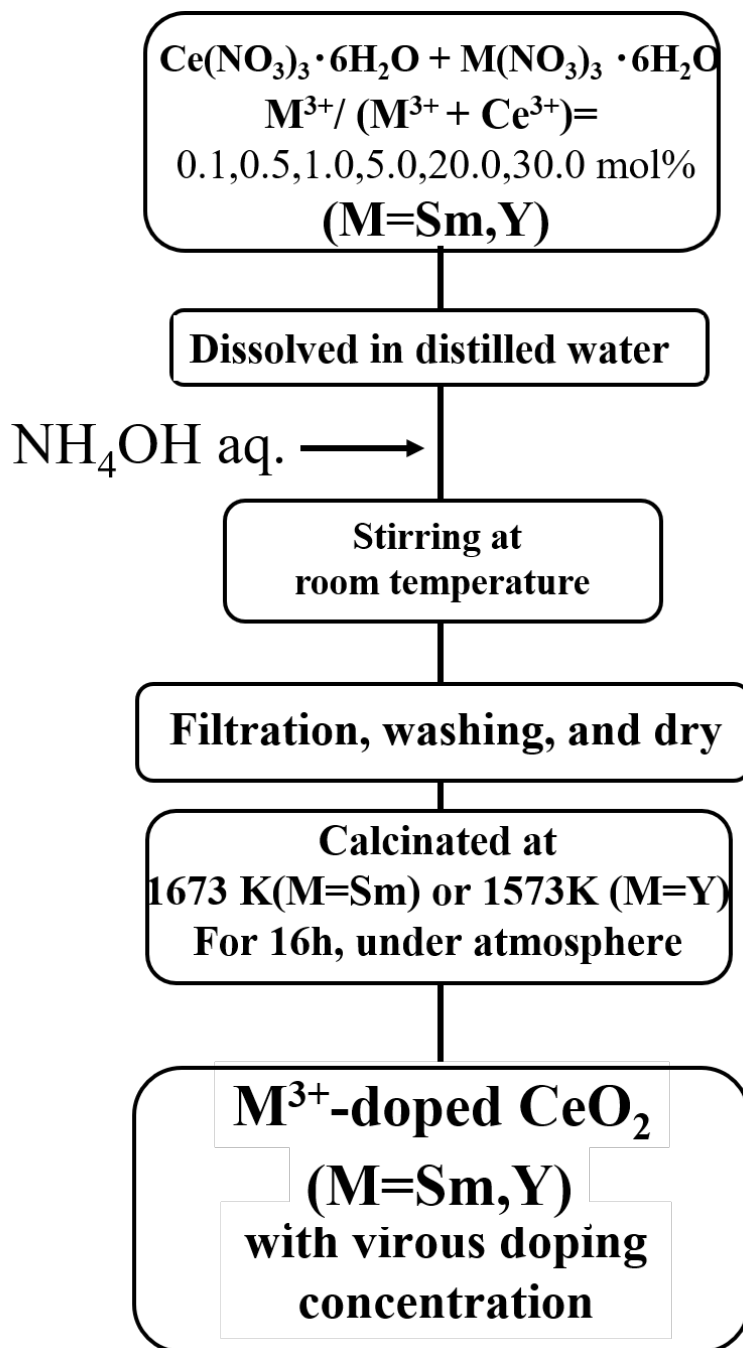 Ce(NO₃)₃·6H₂O + M(NO₃)₃ ·6H₂O
M³⁺/ (M³⁺ + Ce³⁺)=
0.1,0.5,1.0,5.0,20.0,30.0 mol%
(M=Sm,Y)
Dissolved in distilled water
NH₄OH aq.
Stirring at
room temperature
Filtration, washing, and dry
Calcinated at
1673 K(M=Sm) or 1573K (M=Y)
For 16h, under atmosphere
M³⁺-doped CeO₂
(M=Sm,Y)
with virous doping
concentration